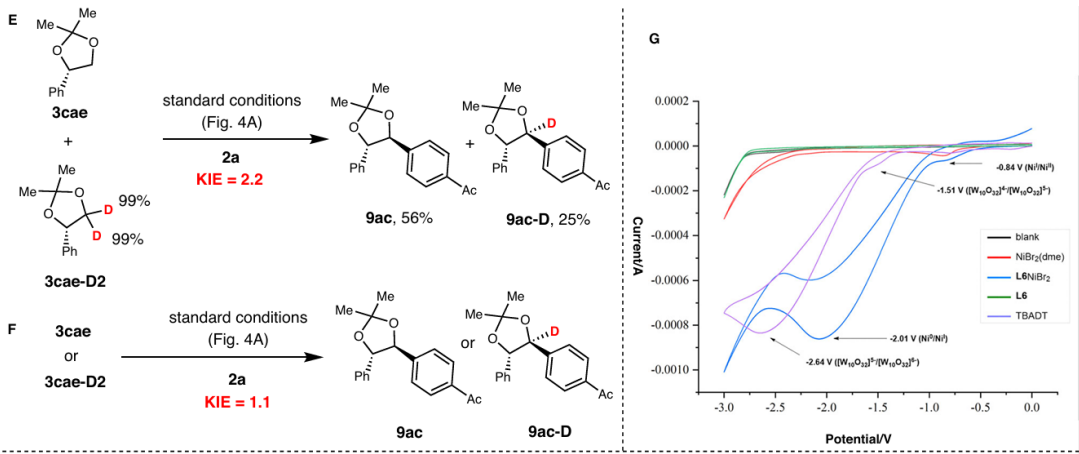 E
Me
Me
O
O
Ph
3cae
+
Me
Me
O
O
D
99%
D
99%
Ph
3cae-D2
standard conditions
(Fig. 4A)
2a
KIE = 2.2
Me
Me
O
O
Ph
Ac
9ac, 56%
+
Me
Me
O
O
D
Ph
Ac
9ac-D, 25%
F
3cae
or
3cae-D2
standard conditions
(Fig. 4A)
2a
KIE = 1.1
Me
Me
O
O
Ph
Ac
9ac
or
Me
Me
O
O
D
Ph
Ac
9ac-D
G
Current/A
0.0002
0.0000
-0.0002
-0.0004
-0.0006
-0.0008
-0.0010
-0.84 V (Niᴵ/Niᴵᴵ)
-1.51 V ([W₁₀O₃₂]⁴⁻/[W₁₀O₃₂]⁵⁻)
-2.01 V (Ni⁰/Niᴵ)
-2.64 V ([W₁₀O₃₂]⁵⁻/[W₁₀O₃₂]⁶⁻)
blank
NiBr₂(dme)
L6NiBr₂
L6
TBADT
-3.0 -2.5 -2.0 -1.5 -1.0 -0.5 0.0
Potential/V